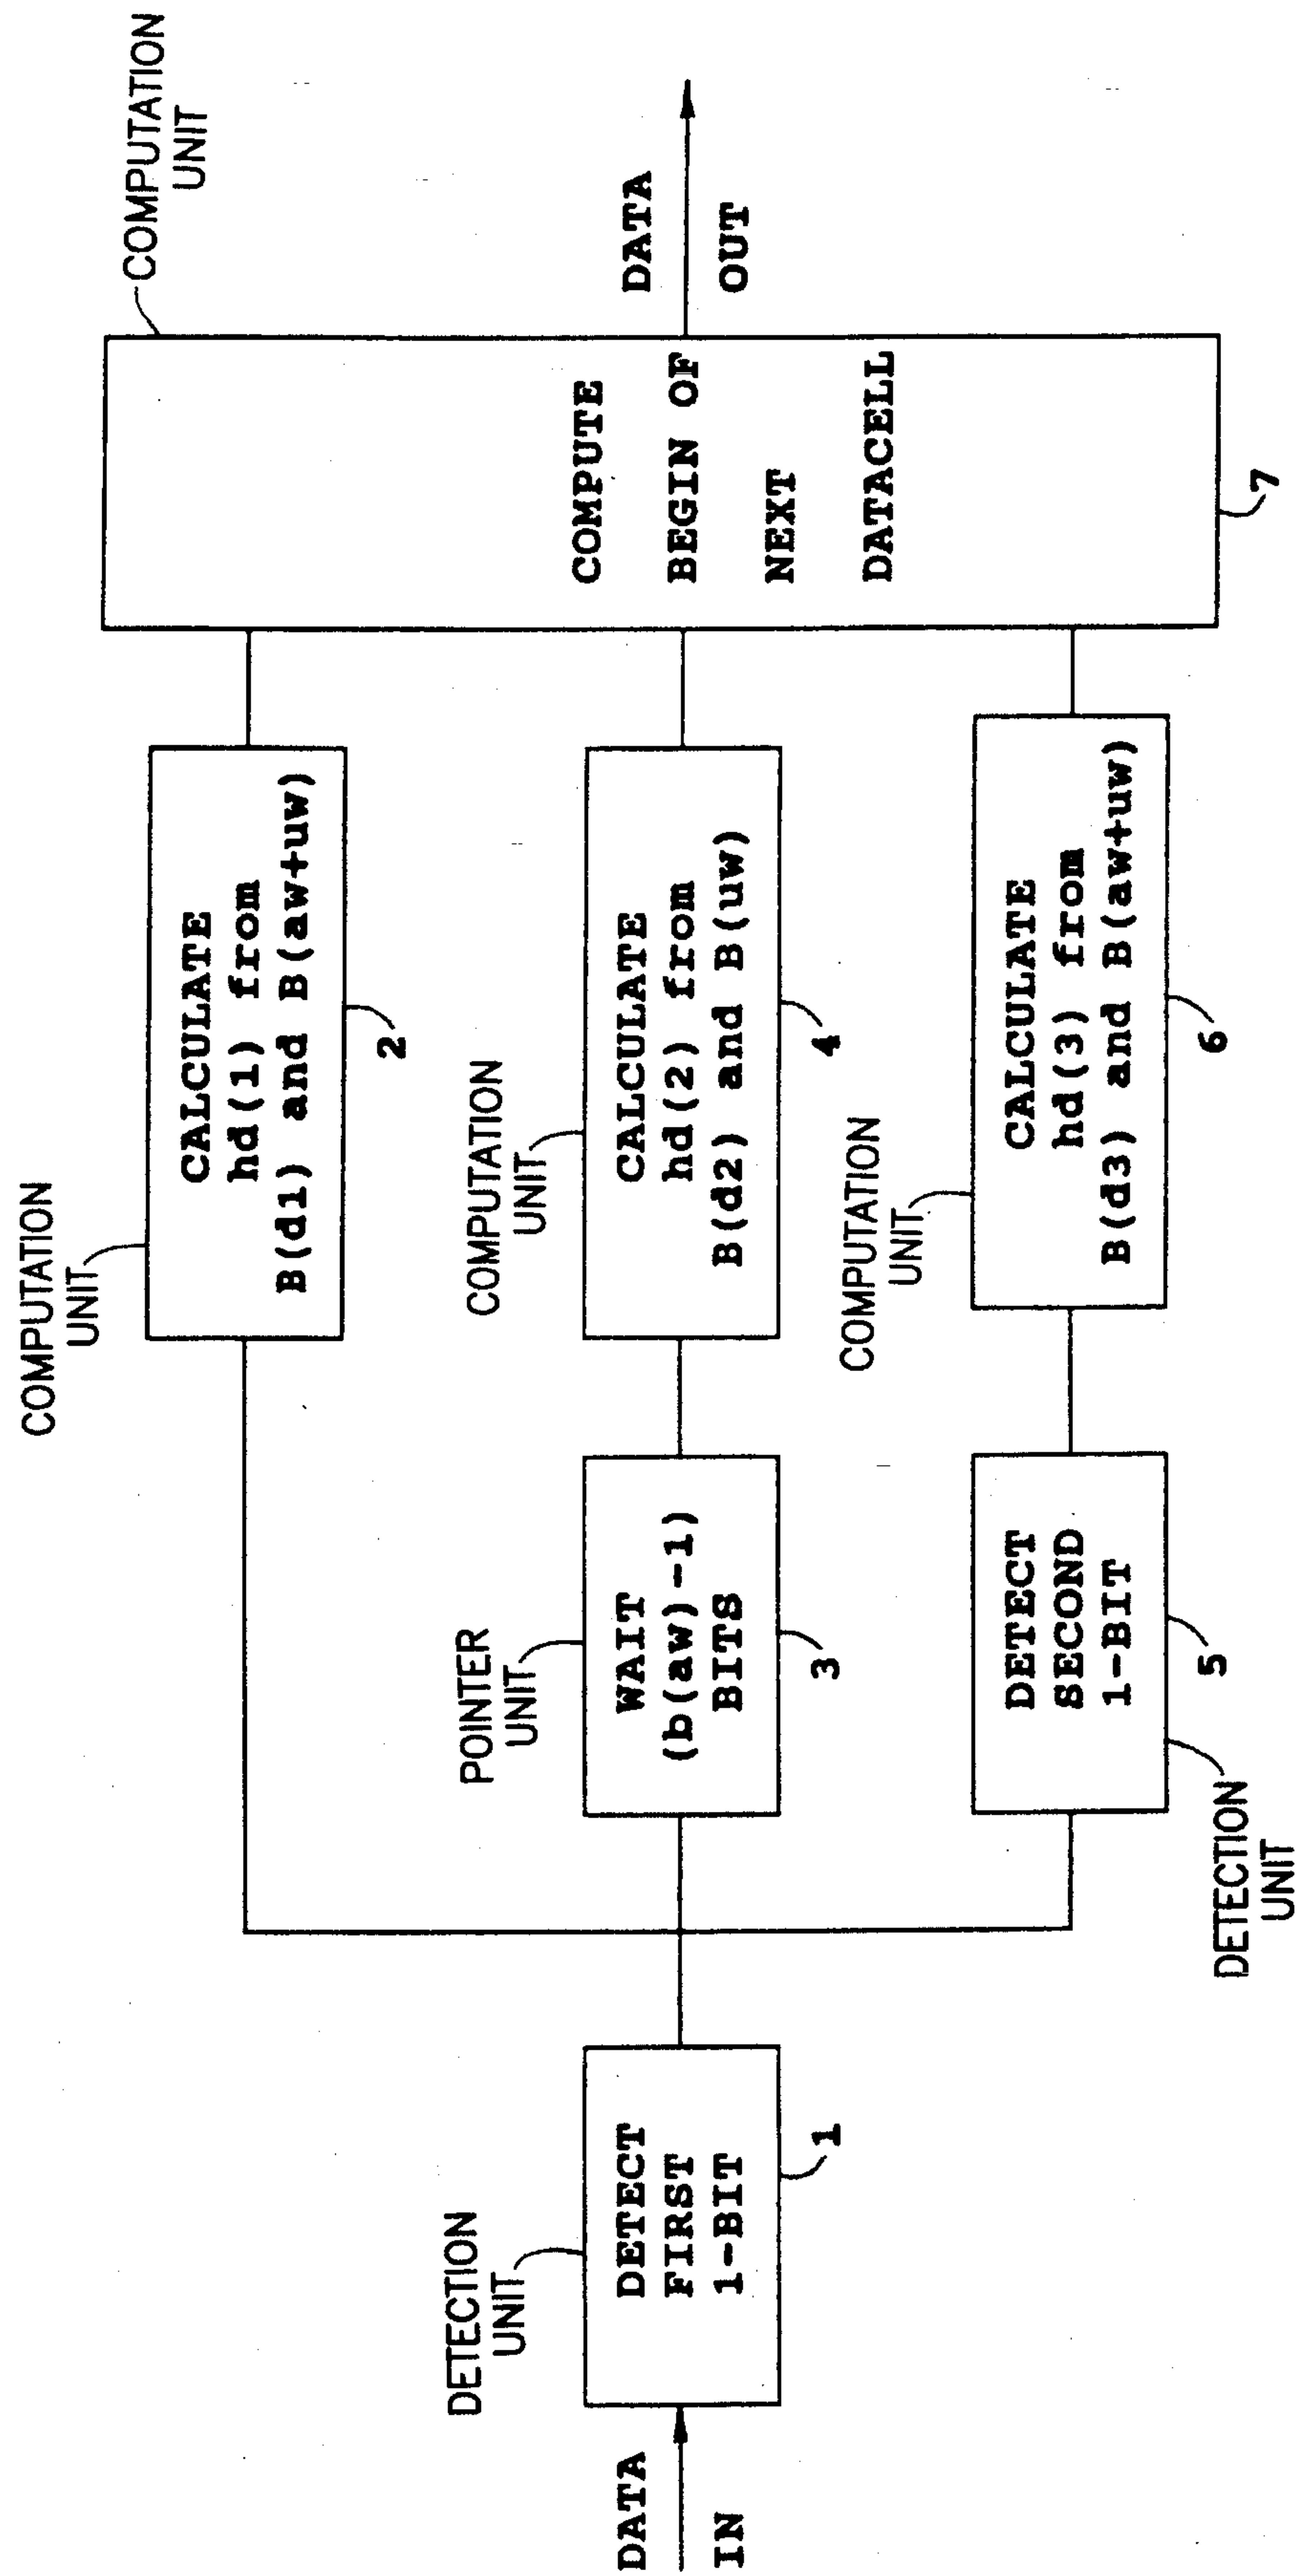 DATA
IN
DETECTION
UNIT
DETECT
FIRST
1-BIT
1
COMPUTATION
UNIT
CALCULATE
hd(1) from
B(d1) and B(aw+uw)
2
POINTER
UNIT
WAIT
(b(aw)-1)
BITS
3
COMPUTATION
UNIT
CALCULATE
hd(2) from
B(d2) and B(uw)
4
DETECT
SECOND
1-BIT
5
DETECTION
UNIT
COMPUTATION
UNIT
CALCULATE
hd(3) from
B(d3) and B(aw+uw)
6
COMPUTATION
UNIT
COMPUTE
BEGIN OF
NEXT
DATACELL
7
DATA
OUT